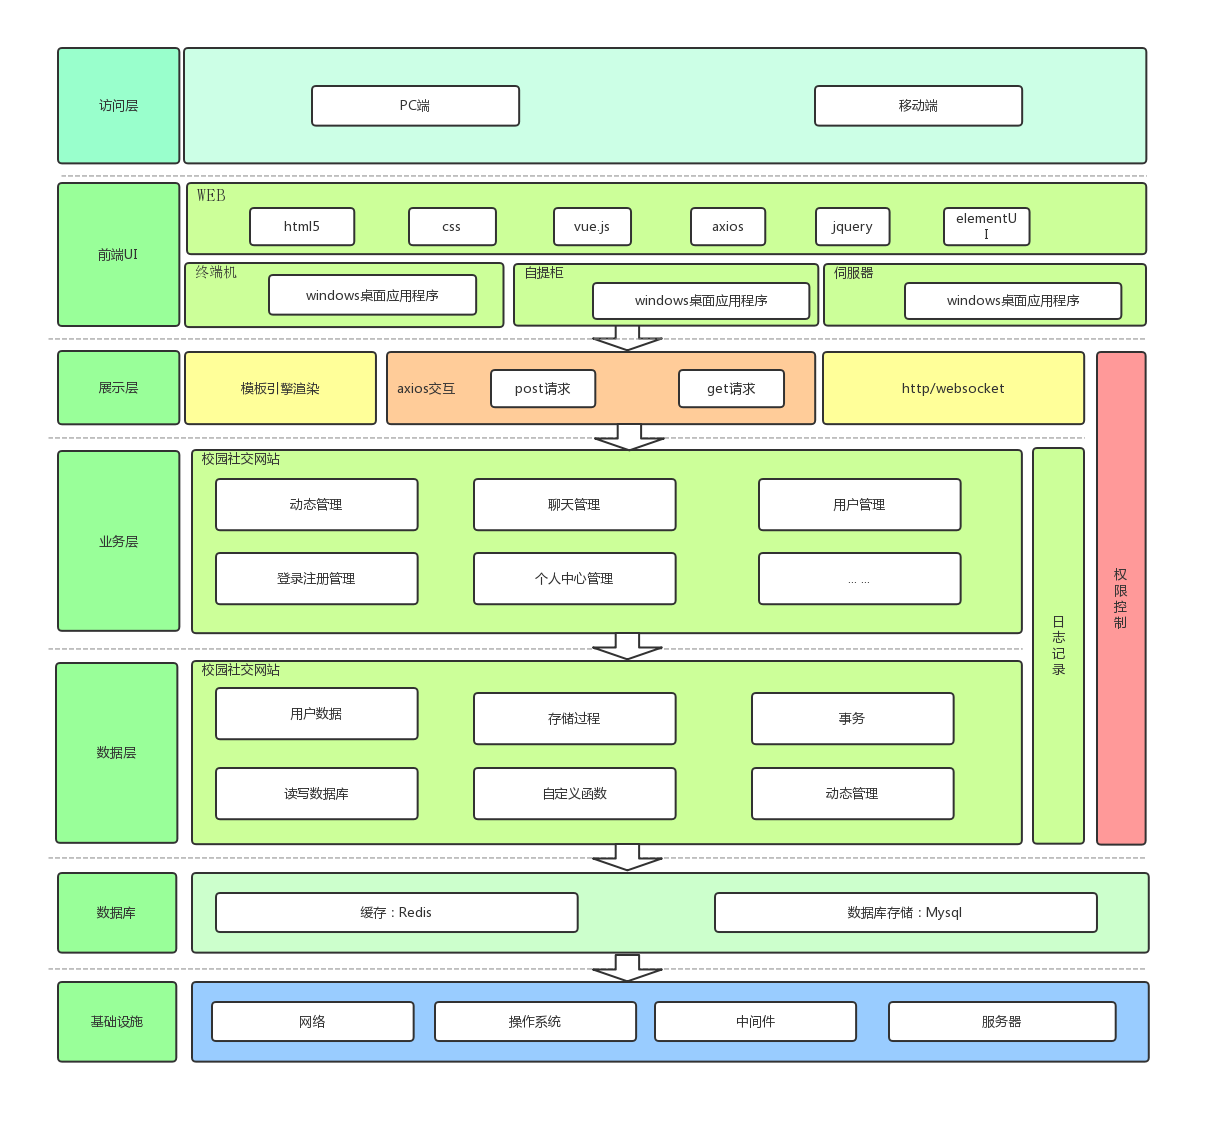 访问层
PC端
移动端
前端UI
WEB
html5
css
vue.js
axios
jquery
elementU
I
终端机
windows桌面应用程序
自提柜
windows桌面应用程序
伺服器
windows桌面应用程序
展示层
模板引擎渲染
axios交互
post请求
get请求
http/websocket
权
限
控
制
业务层
校园社交网站
动态管理
聊天管理
用户管理
登录注册管理
个人中心管理
... ...
日
志
记
录
数据层
校园社交网站
用户数据
存储过程
事务
读写数据库
自定义函数
动态管理
数据库
缓存：Redis
数据库存储：Mysql
基础设施
网络
操作系统
中间件
服务器